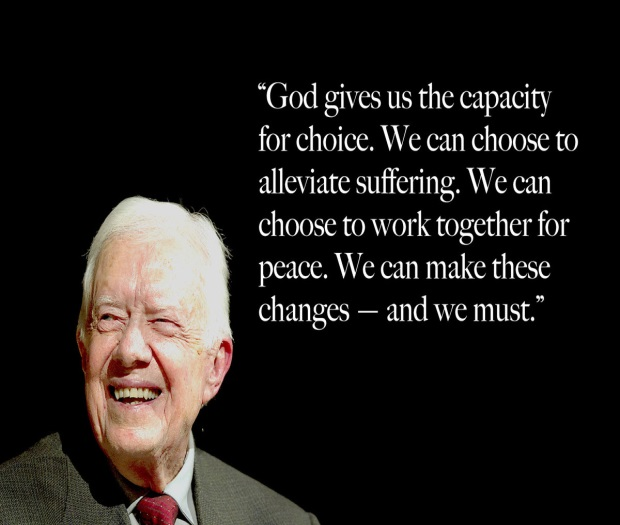 “God gives us the capacity
for choice. We can choose to
alleviate suffering. We can
choose to work together for
peace. We can make these
changes — and we must.”